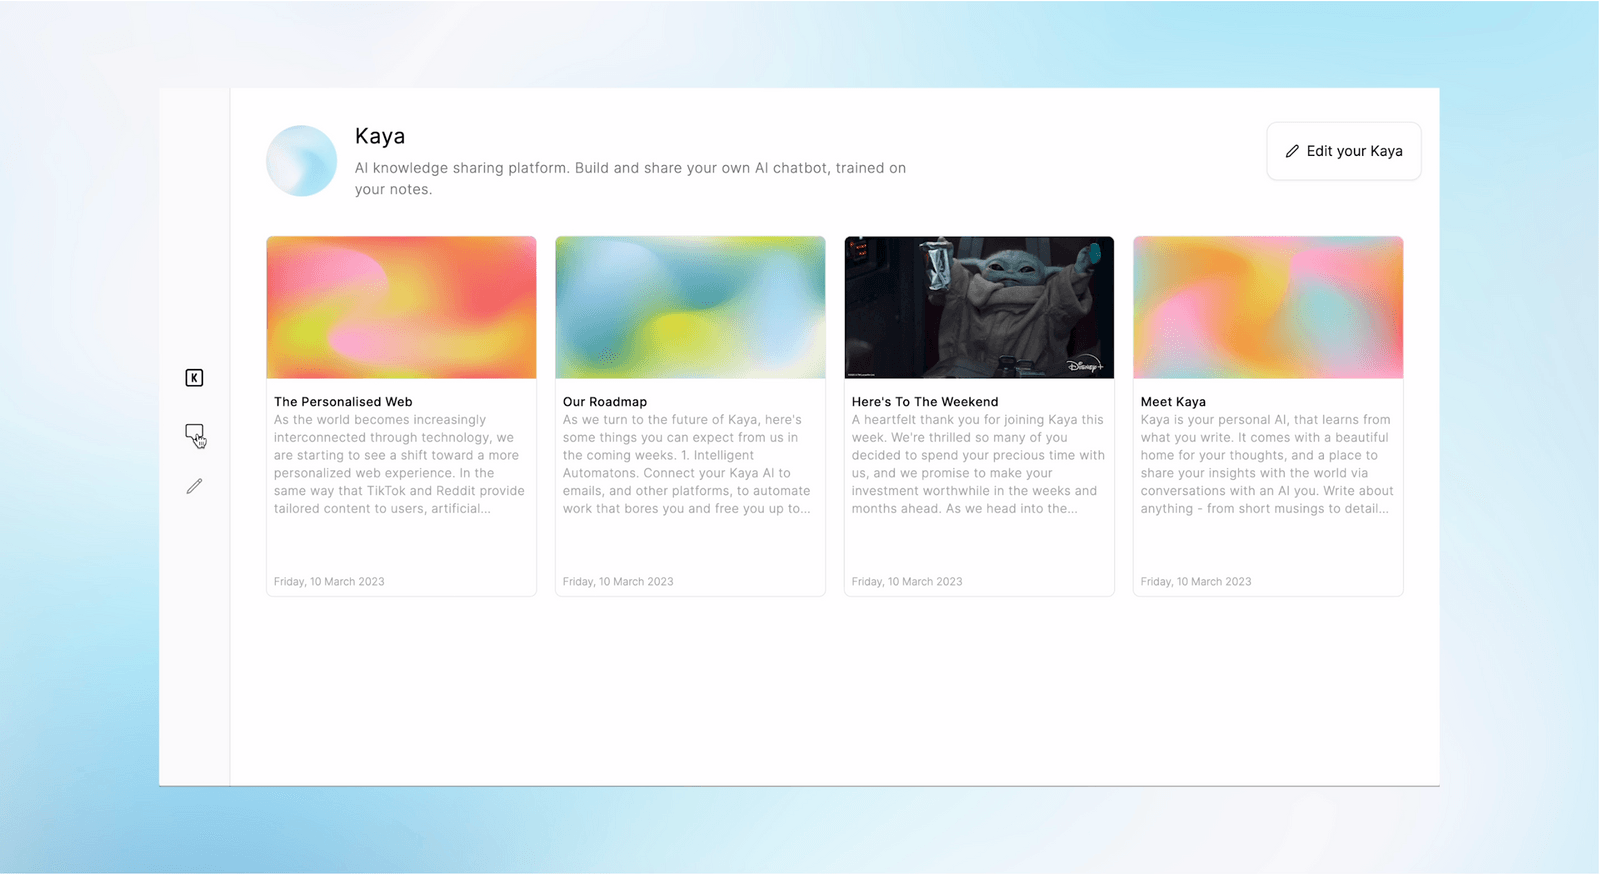 Kaya
AI knowledge sharing platform. Build and share your own AI chatbot, trained on
your notes.
Edit your Kaya
K
Disney+
The Personalised Web
As the world becomes increasingly
interconnected through technology, we
are starting to see a shift toward a more
personalized web experience. In the
same way that TikTok and Reddit provide
tailored content to users, artificial...
Friday, 10 March 2023
Our Roadmap
As we turn to the future of Kaya, here's
some things you can expect from us in
the coming weeks. 1. Intelligent
Automatons. Connect your Kaya AI to
emails, and other platforms, to automate
work that bores you and free you up to...
Friday, 10 March 2023
Here's To The Weekend
A heartfelt thank you for joining Kaya this
week. We're thrilled so many of you
decided to spend your precious time with
us, and we promise to make your
investment worthwhile in the weeks and
months ahead. As we head into the...
Friday, 10 March 2023
Meet Kaya
Kaya is your personal AI, that learns from
what you write. It comes with a beautiful
home for your thoughts, and a place to
share your insights with the world via
conversations with an AI you. Write about
anything - from short musings to detail...
Friday, 10 March 2023